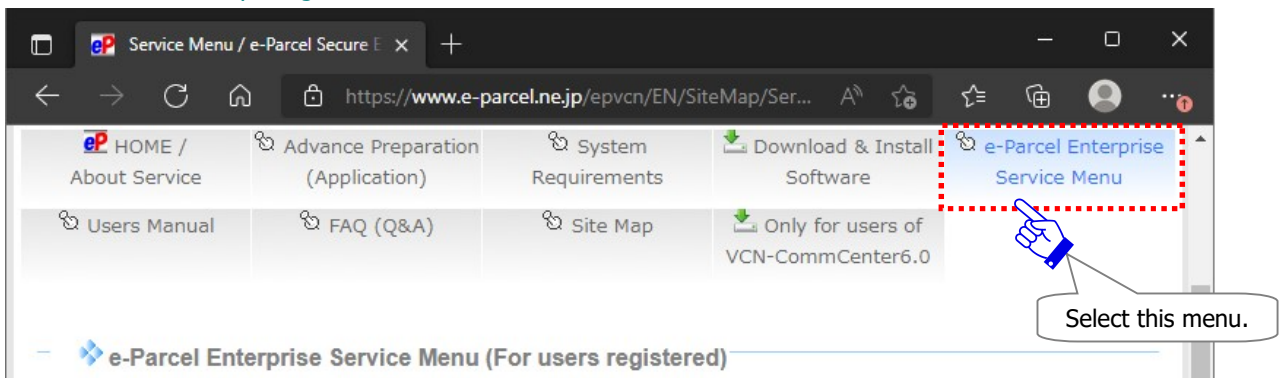 eP Service Menu / e-Parcel Secure E
https://www.e-parcel.ne.jp/epvcn/EN/SiteMap/Ser...
eP HOME /
About Service
Advance Preparation
(Application)
System
Requirements
Download & Install
Software
e-Parcel Enterprise
Service Menu
Users Manual
FAQ (Q&A)
Site Map
Only for users of
VCN-CommCenter6.0
Select this menu.
e-Parcel Enterprise Service Menu (For users registered)